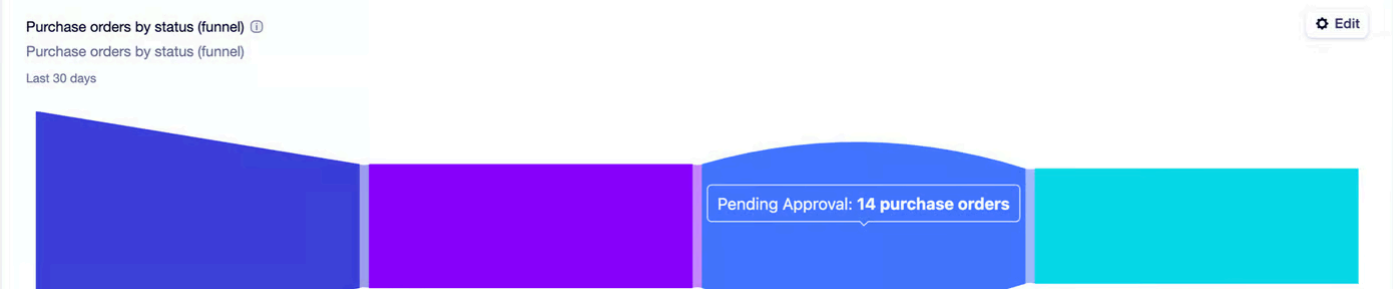 Purchase orders by status (funnel)
Edit
Purchase orders by status (funnel)
Last 30 days
Pending Approval: 14 purchase orders